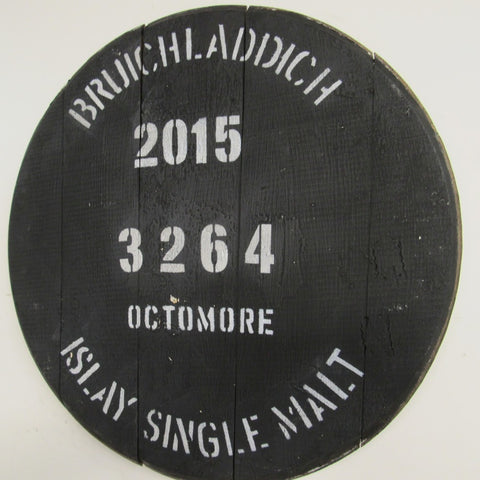 BRUICHLADDICH
2015
3264
OCTOMORE
ISLAY SINGLE MALT